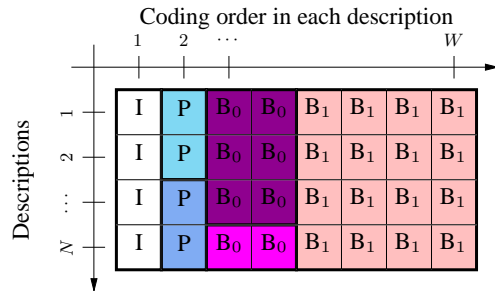 Coding order in each description
1 2 ⋯ W
Descriptions
1 I P B₀ B₀ B₁ B₁ B₁ B₁
2 I P B₀ B₀ B₁ B₁ B₁ B₁
⋯ I P B₀ B₀ B₁ B₁ B₁ B₁
N I P B₀ B₀ B₁ B₁ B₁ B₁